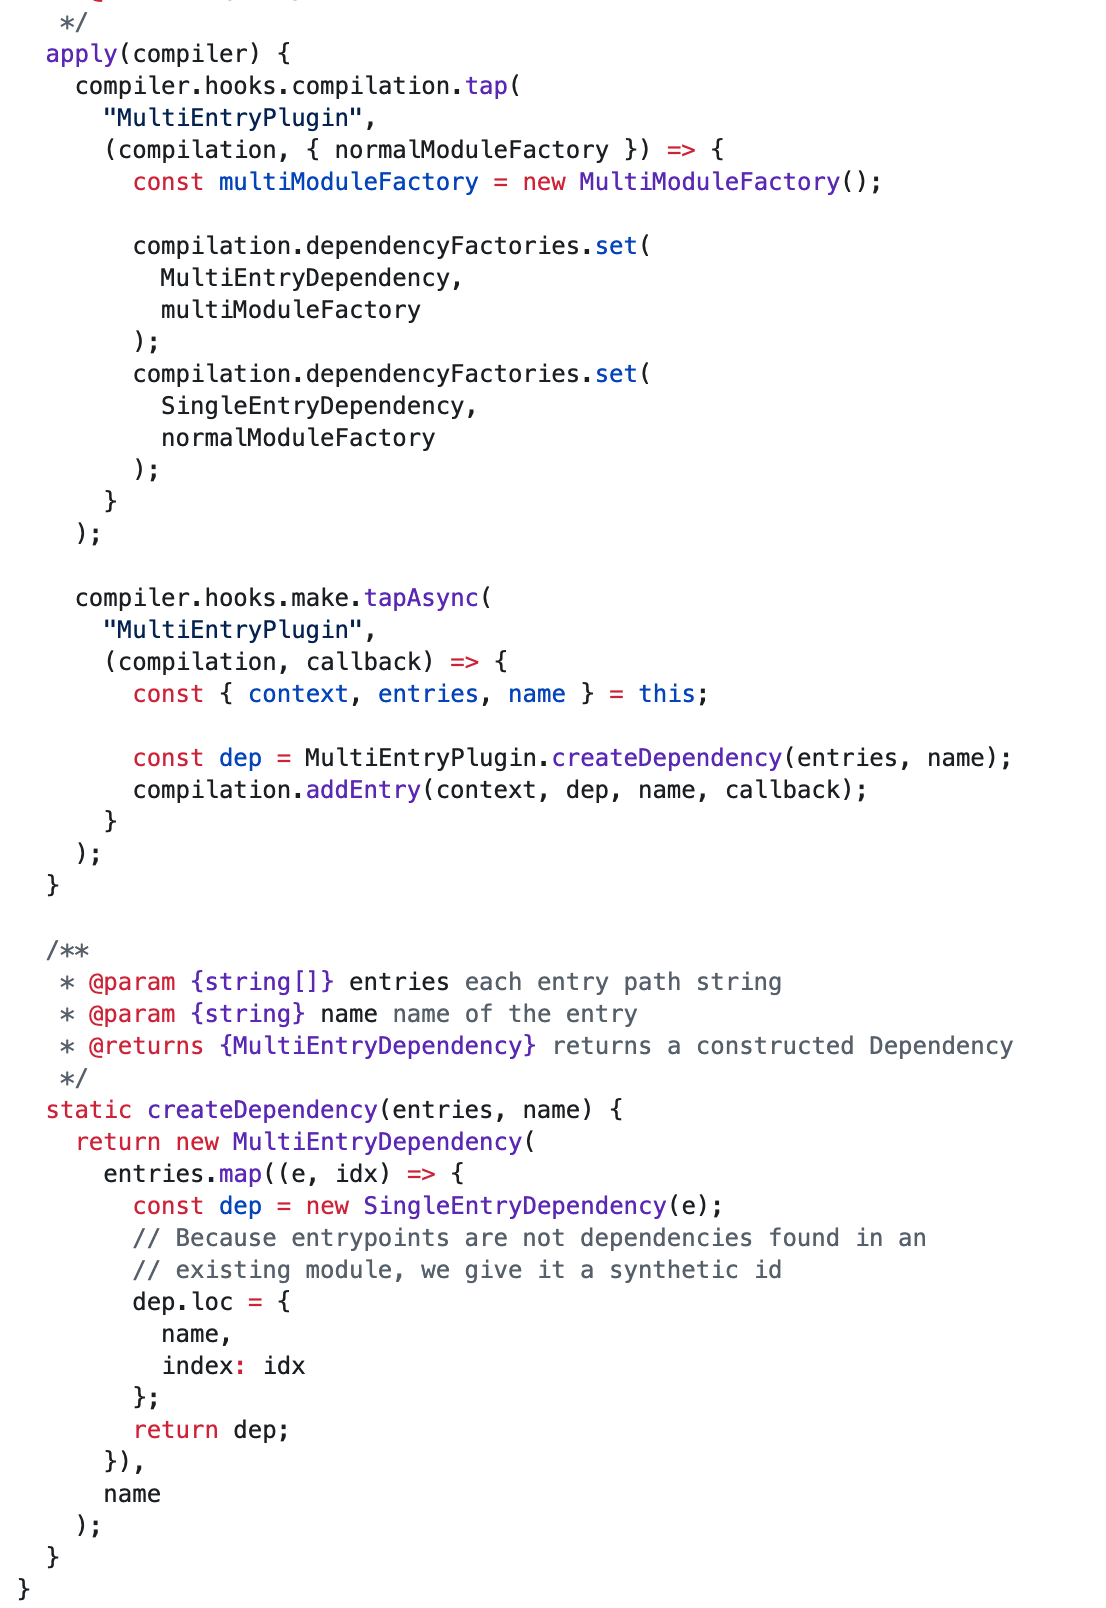 */
apply(compiler) {
compiler.hooks.compilation.tap(
"MultiEntryPlugin",
(compilation, { normalModuleFactory }) => {
const multiModuleFactory = new MultiModuleFactory();
compilation.dependencyFactories.set(
MultiEntryDependency,
multiModuleFactory
);
compilation.dependencyFactories.set(
SingleEntryDependency,
normalModuleFactory
);
}
);
compiler.hooks.make.tapAsync(
"MultiEntryPlugin",
(compilation, callback) => {
const { context, entries, name } = this;
const dep = MultiEntryPlugin.createDependency(entries, name);
compilation.addEntry(context, dep, name, callback);
}
);
}
/**
* @param {string[]} entries each entry path string
* @param {string} name name of the entry
* @returns {MultiEntryDependency} returns a constructed Dependency
*/
static createDependency(entries, name) {
return new MultiEntryDependency(
entries.map((e, idx) => {
const dep = new SingleEntryDependency(e);
// Because entrypoints are not dependencies found in an
// existing module, we give it a synthetic id
dep.loc = {
name,
index: idx
};
return dep;
}),
name
);
}
}